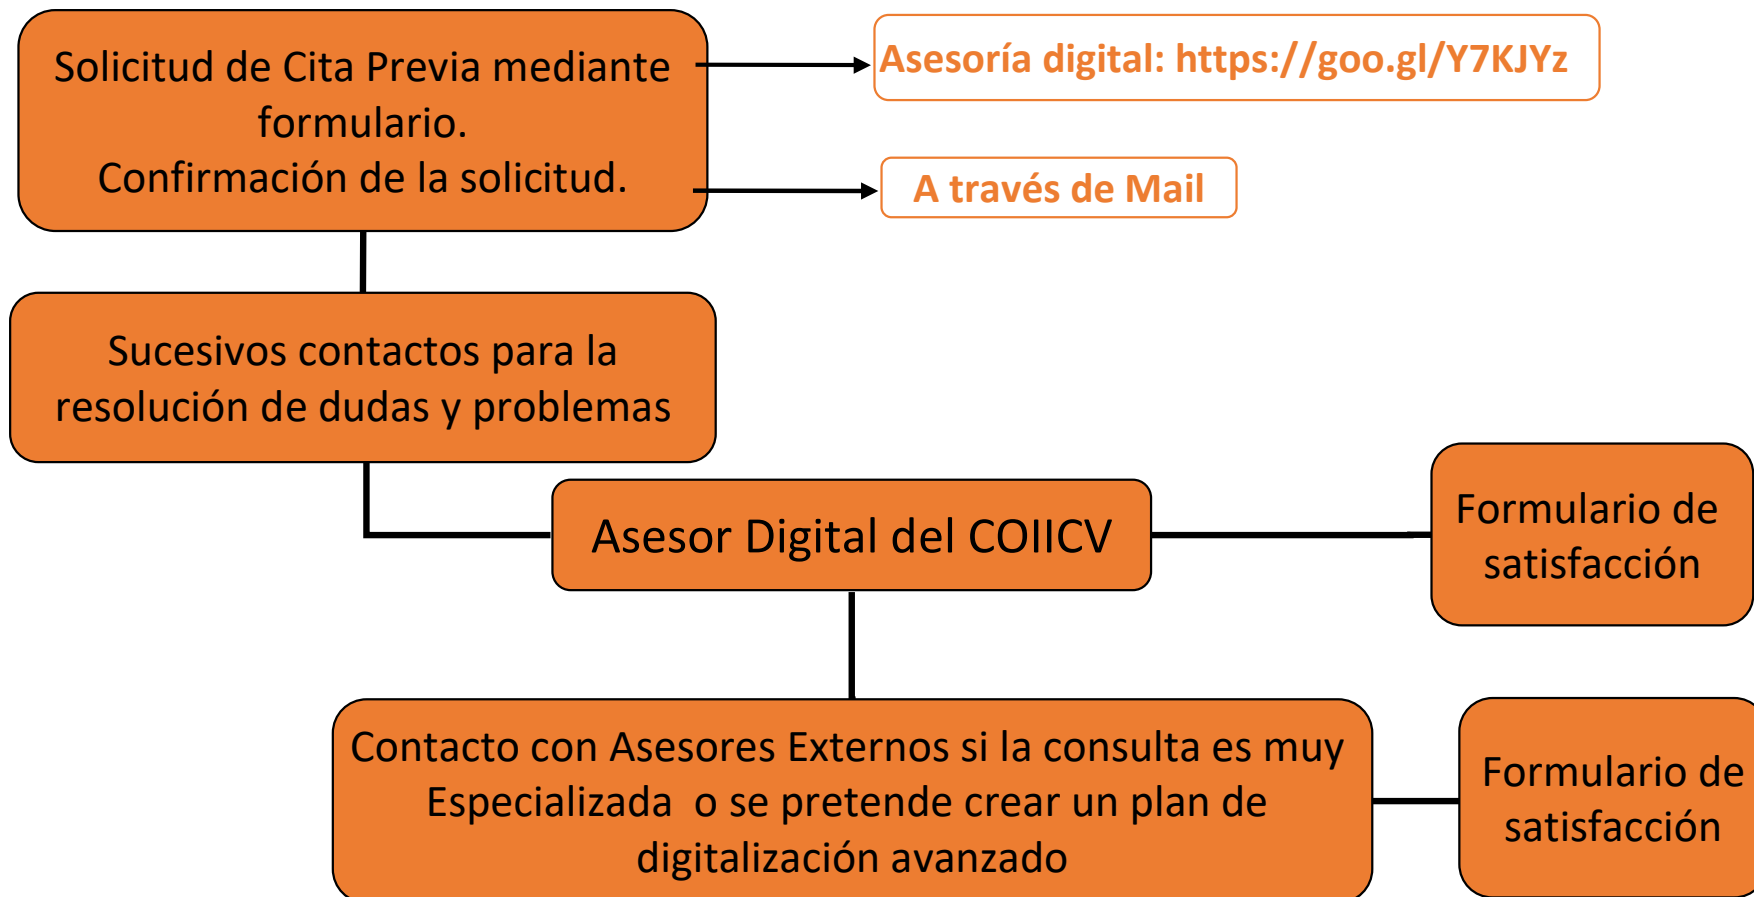 Solicitud de Cita Previa mediante
formulario.
Confirmación de la solicitud.
Asesoría digital: https://goo.gl/Y7KJYz
A través de Mail
Sucesivos contactos para la
resolución de dudas y problemas
Asesor Digital del COIICV
Formulario de
satisfacción
Contacto con Asesores Externos si la consulta es muy
Especializada o se pretende crear un plan de
digitalización avanzado
Formulario de
satisfacción